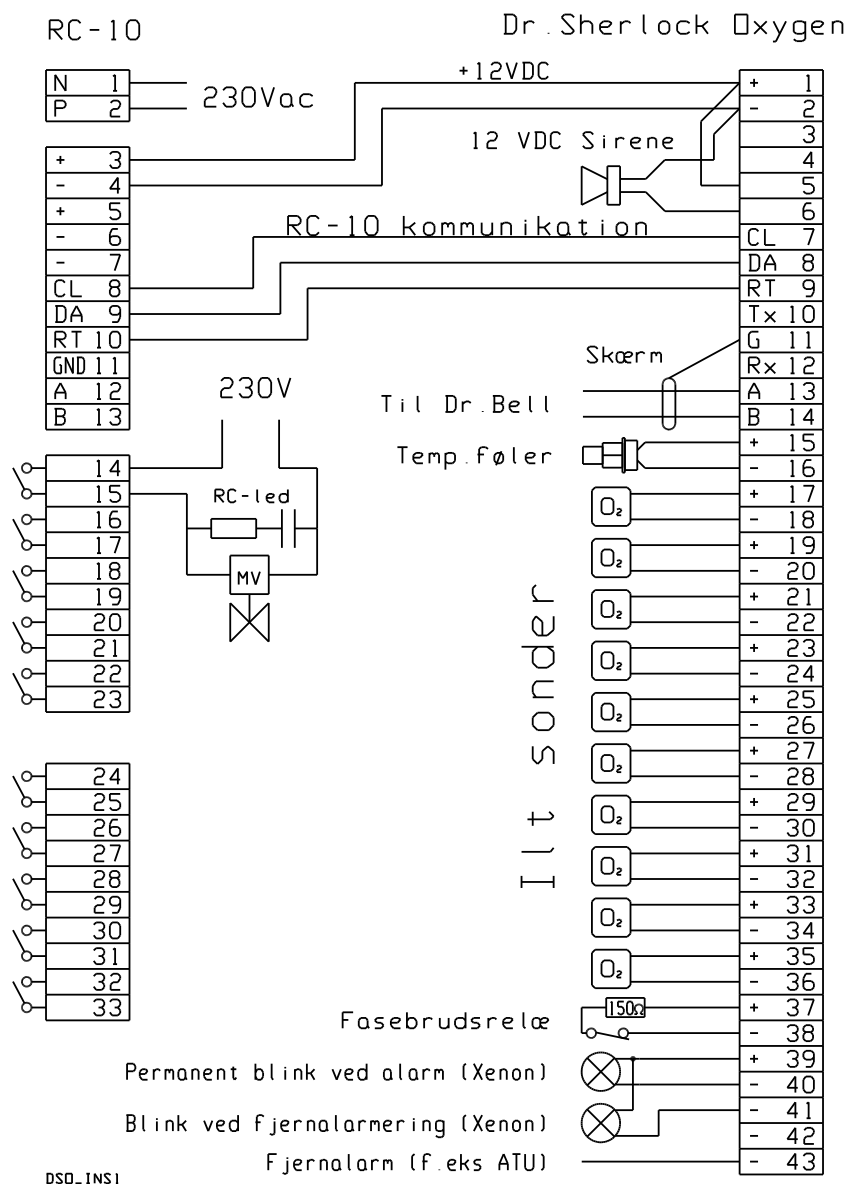 RC-10
Dr.Sherlock Oxygen
N 1
P 2
230Vac
+ 3
- 4
+ 5
- 6
- 7
CL 8
DA 9
RT 10
GND 11
A 12
B 13
14
15
16
17
18
19
20
21
22
23
24
25
26
27
28
29
30
31
32
33
230V
RC-led
MV
+12VDC
12 VDC Sirene
RC-10 kommunikation
Skærm
Til Dr.Bell
Temp.føler
O₂
O₂
O₂
O₂
O₂
O₂
O₂
O₂
O₂
O₂
Ilt sonder
150Ω
Fasebrudsrelæ
Permanent blink ved alarm (Xenon)
Blink ved fjernalarmering (Xenon)
Fjernalarm (f.eks ATU)
+ 1
- 2
3
4
5
6
CL 7
DA 8
RT 9
Tx 10
G 11
Rx 12
A 13
B 14
+ 15
- 16
+ 17
- 18
+ 19
- 20
+ 21
- 22
+ 23
- 24
+ 25
- 26
+ 27
- 28
+ 29
- 30
+ 31
- 32
+ 33
- 34
+ 35
- 36
+ 37
- 38
+ 39
- 40
- 41
- 42
- 43
DSO_INS1